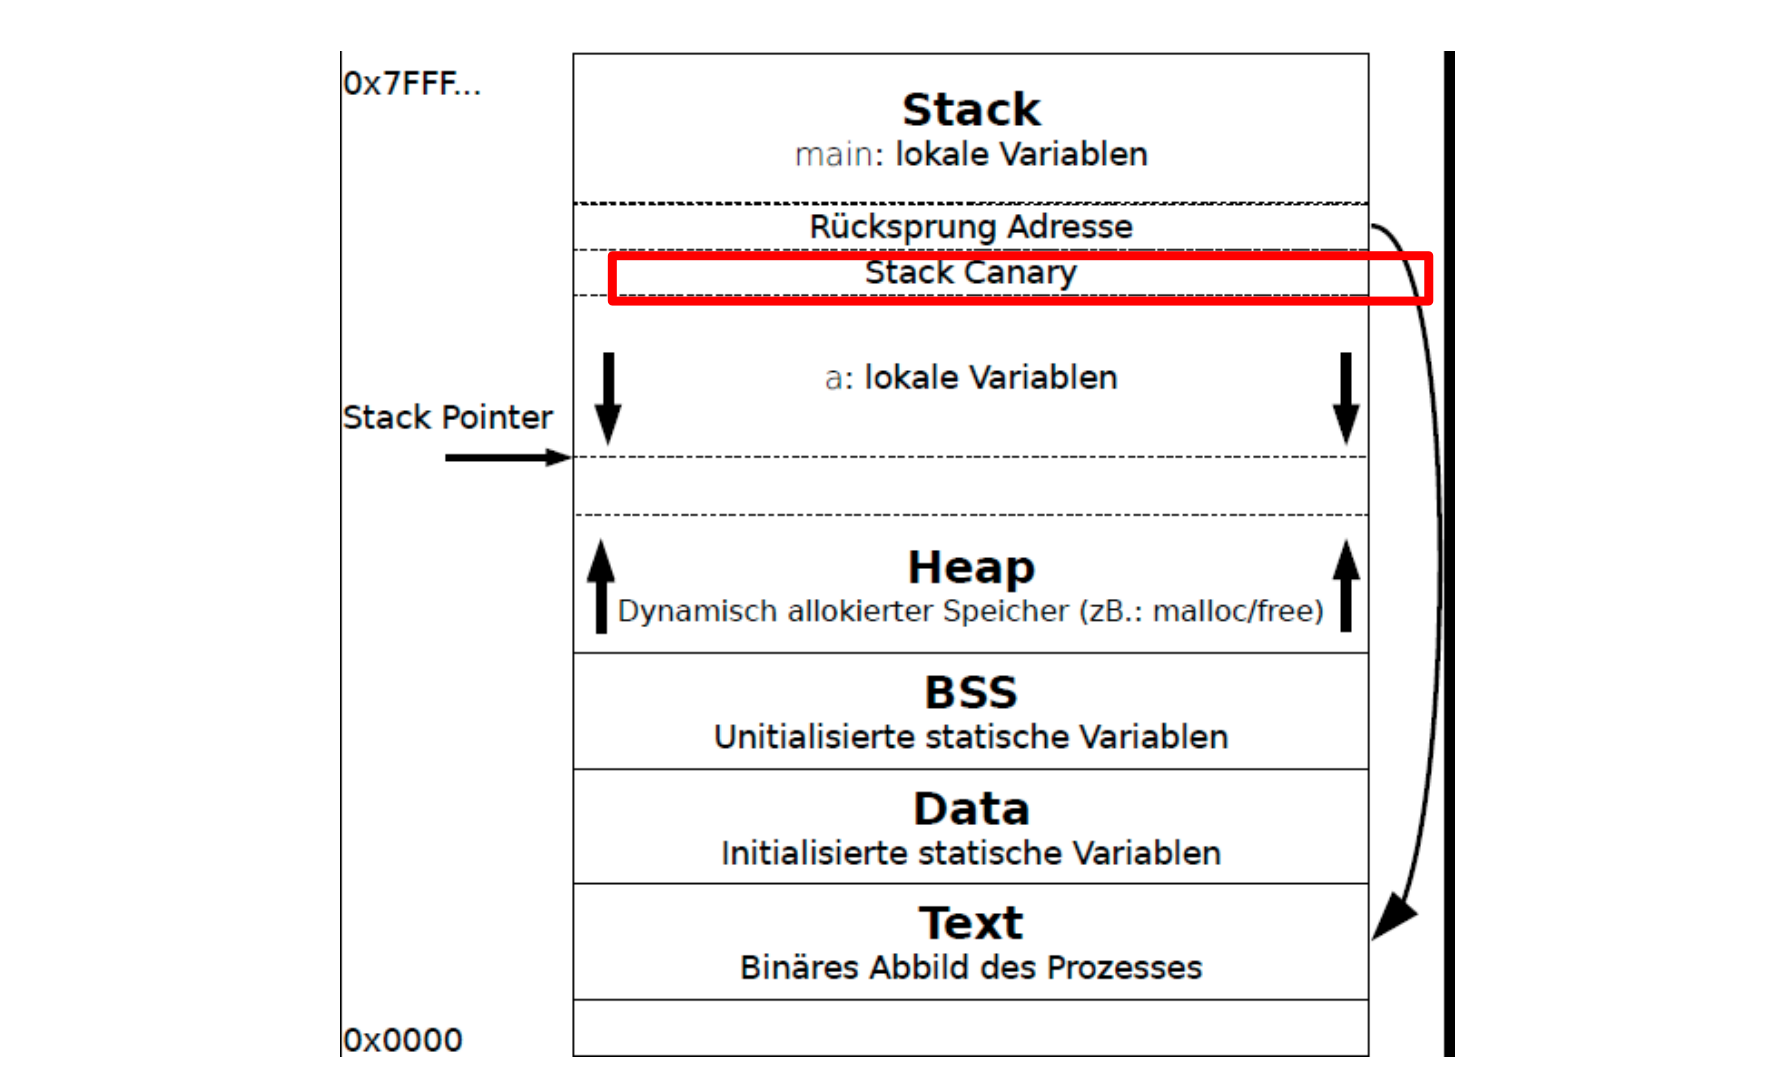 0x7FFF...
Stack
main: lokale Variablen
Rücksprung Adresse
Stack Canary
a: lokale Variablen
Stack Pointer
Heap
Dynamisch allokierter Speicher (zB.: malloc/free)
BSS
Unitialisierte statische Variablen
Data
Initialisierte statische Variablen
Text
Binäres Abbild des Prozesses
0x0000